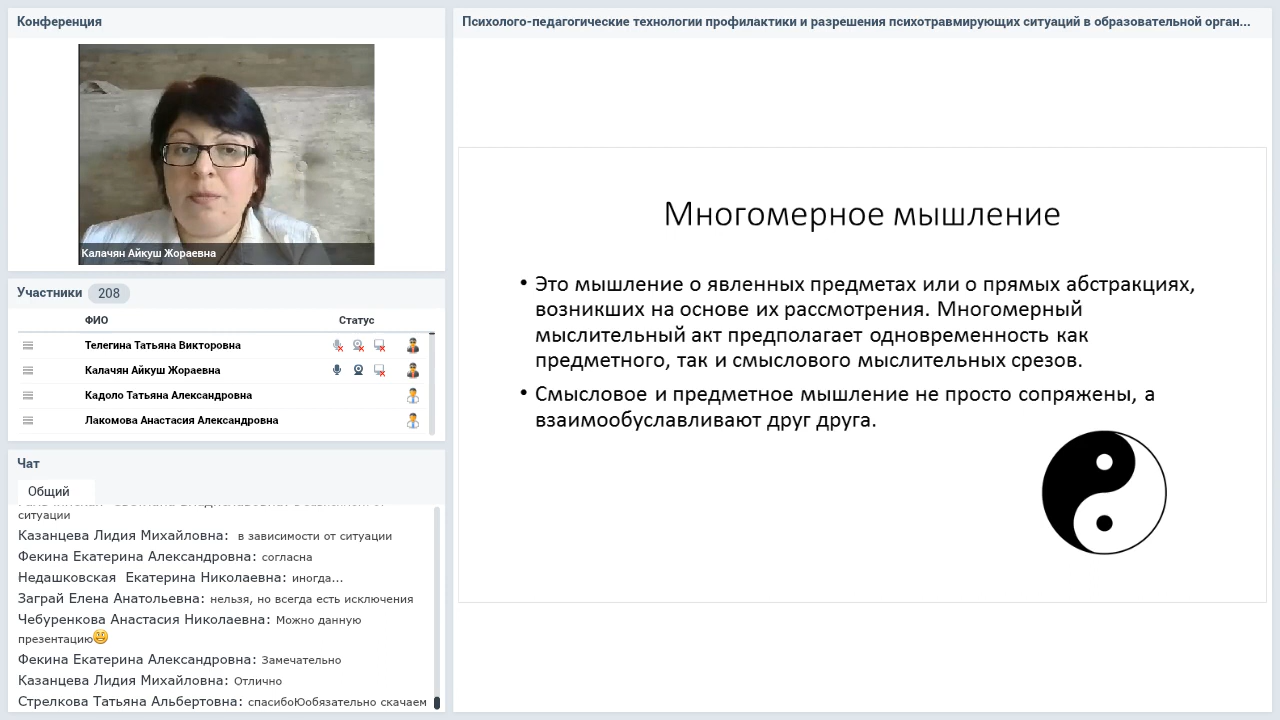 Конференция
Калачян Айкуш Жораевна
Участники 208
ФИО Статус
Телегина Татьяна Викторовна
Калачян Айкуш Жораевна
Кадоло Татьяна Александровна
Лакомова Анастасия Александровна
Чат
Общий
ситуации
Казанцева Лидия Михайловна: в зависимости от ситуации
Фекина Екатерина Александровна: согласна
Недашковская Екатерина Николаевна: иногда...
Заграй Елена Анатольевна: нельзя, но всегда есть исключения
Чебуренкова Анастасия Николаевна: Можно данную
презентацию
Фекина Екатерина Александровна: Замечательно
Казанцева Лидия Михайловна: Отлично
Стрелкова Татьяна Альбертовна: спасибоЮобязательно скачаем
Психолого-педагогические технологии профилактики и разрешения психотравмирующих ситуаций в образовательной орган...
Многомерное мышление
• Это мышление о явленных предметах или о прямых абстракциях,
возникших на основе их рассмотрения. Многомерный
мыслительный акт предполагает одновременность как
предметного, так и смыслового мыслительных срезов.
• Смысловое и предметное мышление не просто сопряжены, а
взаимообуславливают друг друга.